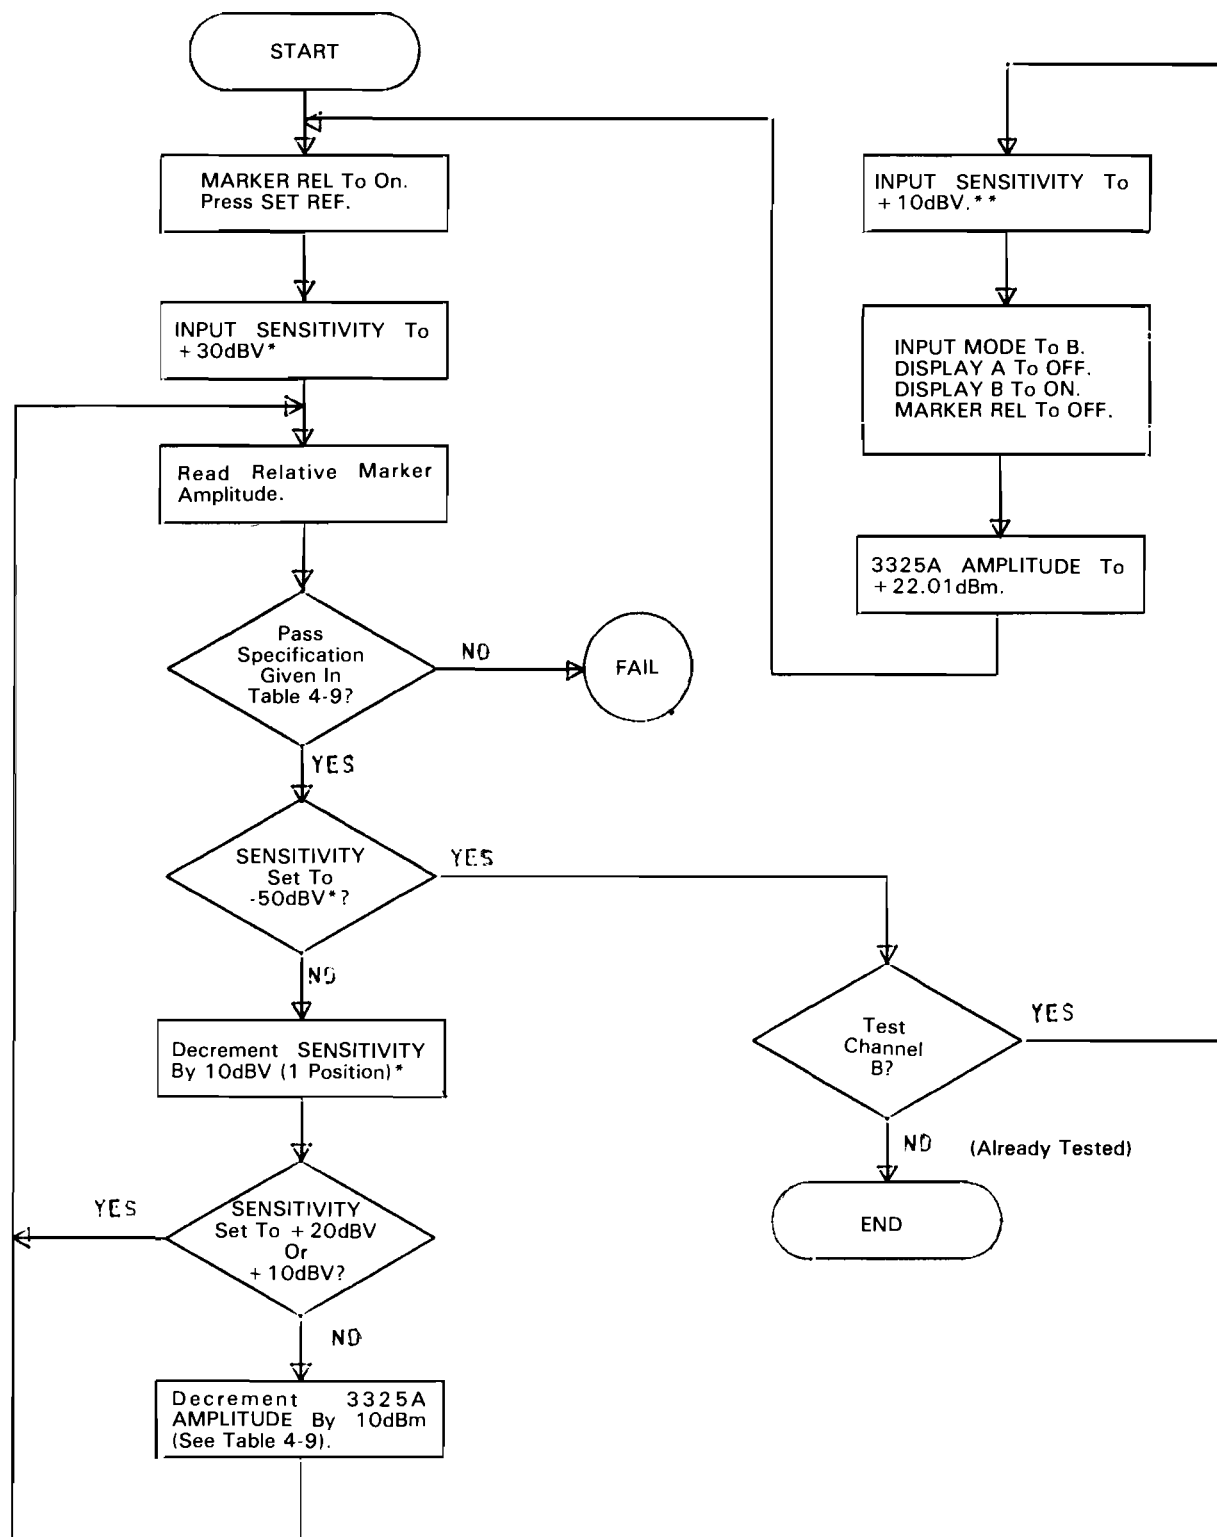 START
MARKER REL To On.
Press SET REF.
INPUT SENSITIVITY To
+30dBV*
Read Relative Marker
Amplitude.
Pass
Specification
Given In
Table 4-9?
NO
FAIL
YES
SENSITIVITY
Set To
-50dBV*?
YES
NO
Decrement SENSITIVITY
By 10dBV (1 Position)*
YES
SENSITIVITY
Set To +20dBV
Or
+10dBV?
NO
Decrement 3325A
AMPLITUDE By 10dBm
(See Table 4-9).
INPUT SENSITIVITY To
+10dBV.**
INPUT MODE To B.
DISPLAY A To OFF.
DISPLAY B To ON.
MARKER REL To OFF.
3325A AMPLITUDE To
+22.01dBm.
Test
Channel
B?
YES
NO
(Already Tested)
END